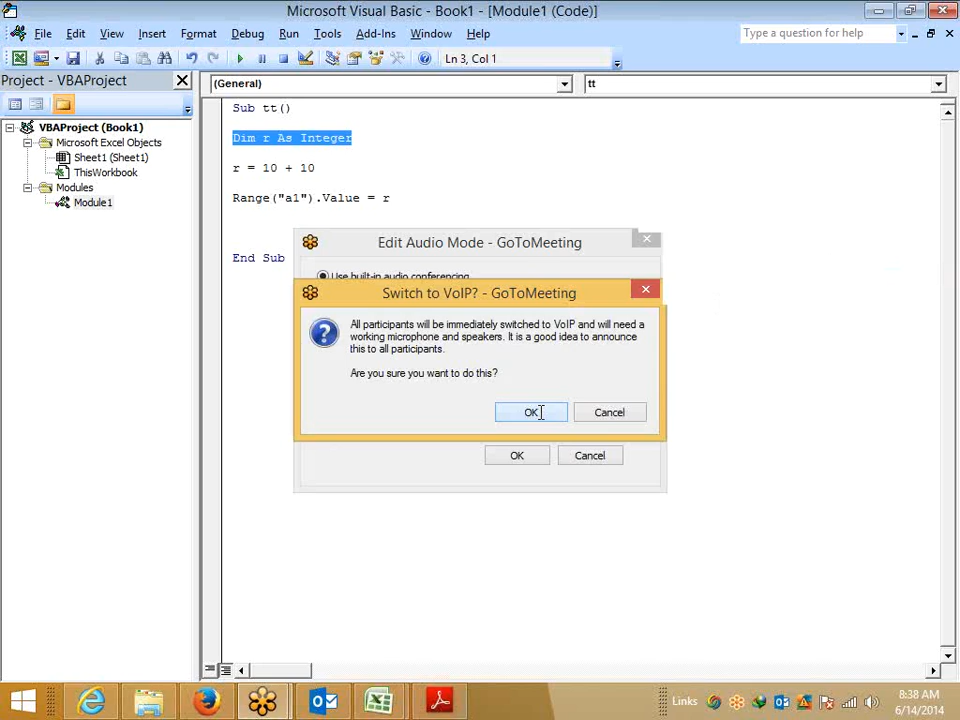 Microsoft Visual Basic - Book1 - [Module1 (Code)]
File Edit View Insert Format Debug Run Tools Add-Ins Window Help
Type a question for help
Ln 3, Col 1
Project - VBAProject
(General)
tt
VBAProject (Book1)
Microsoft Excel Objects
Sheet1 (Sheet1)
ThisWorkbook
Modules
Module1
Sub tt()
Dim r As Integer
r = 10 + 10
Range("a1").Value = r
End Sub
Edit Audio Mode - GoToMeeting
Use built-in audio conferencing
Switch to VoIP? - GoToMeeting
All participants will be immediately switched to VoIP and will need a
working microphone and speakers. It is a good idea to announce
this to all participants.
Are you sure you want to do this?
OK Cancel
OK Cancel
Links
8:38 AM
6/14/2014